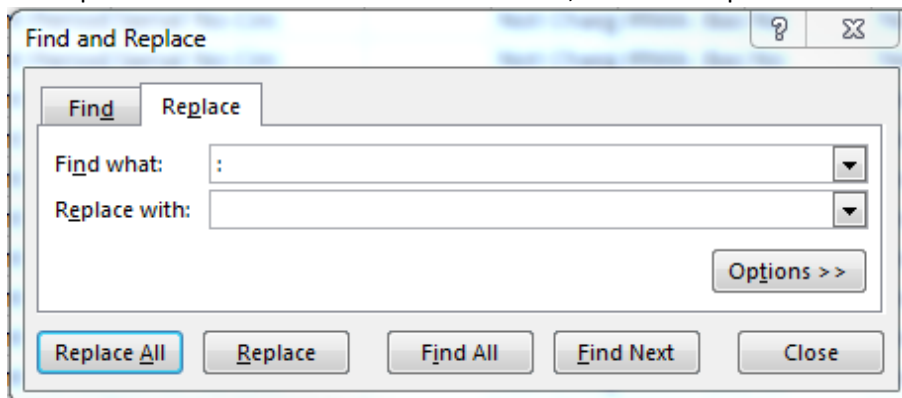 Find and Replace
Find Replace
Find what: :
Replace with:
Options >>
Replace All Replace Find All Find Next Close